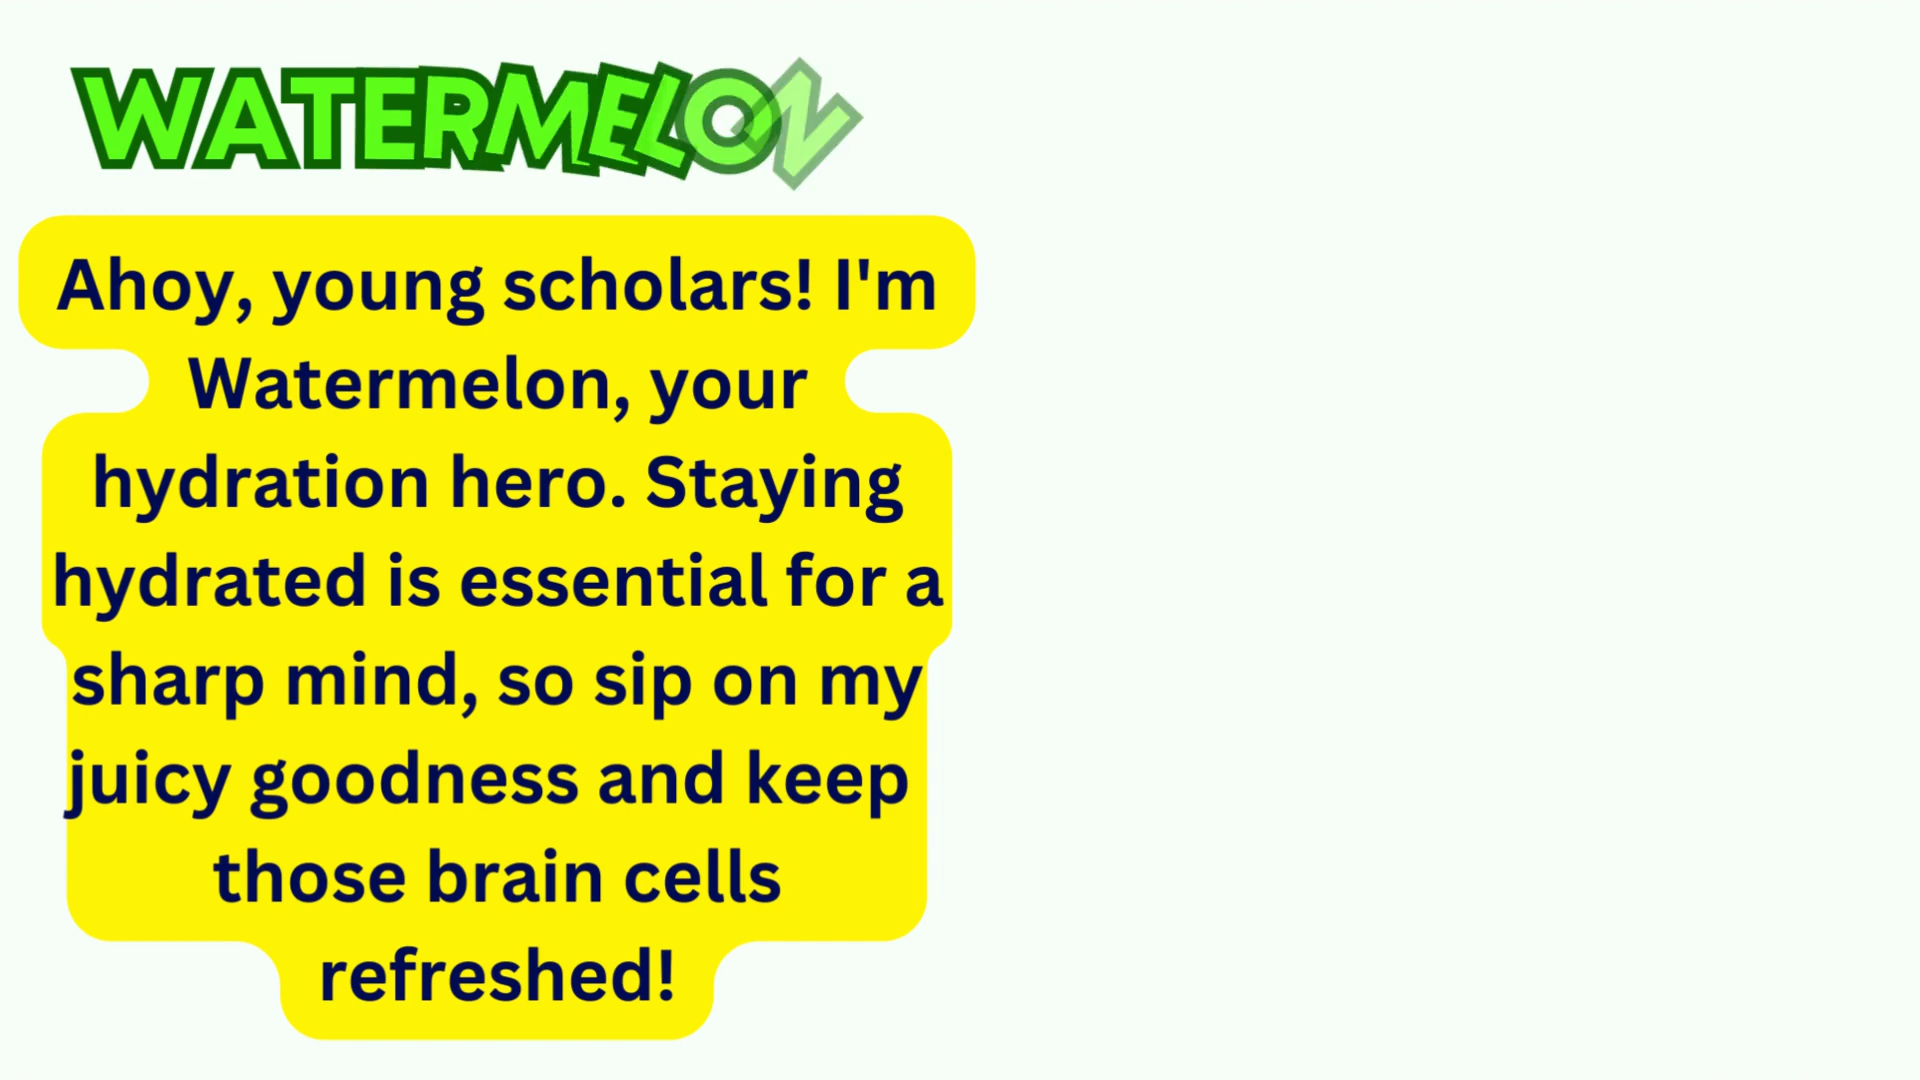 WATERMELON
Ahoy, young scholars! I'm
Watermelon, your
hydration hero. Staying
hydrated is essential for a
sharp mind, so sip on my
juicy goodness and keep
those brain cells
refreshed!